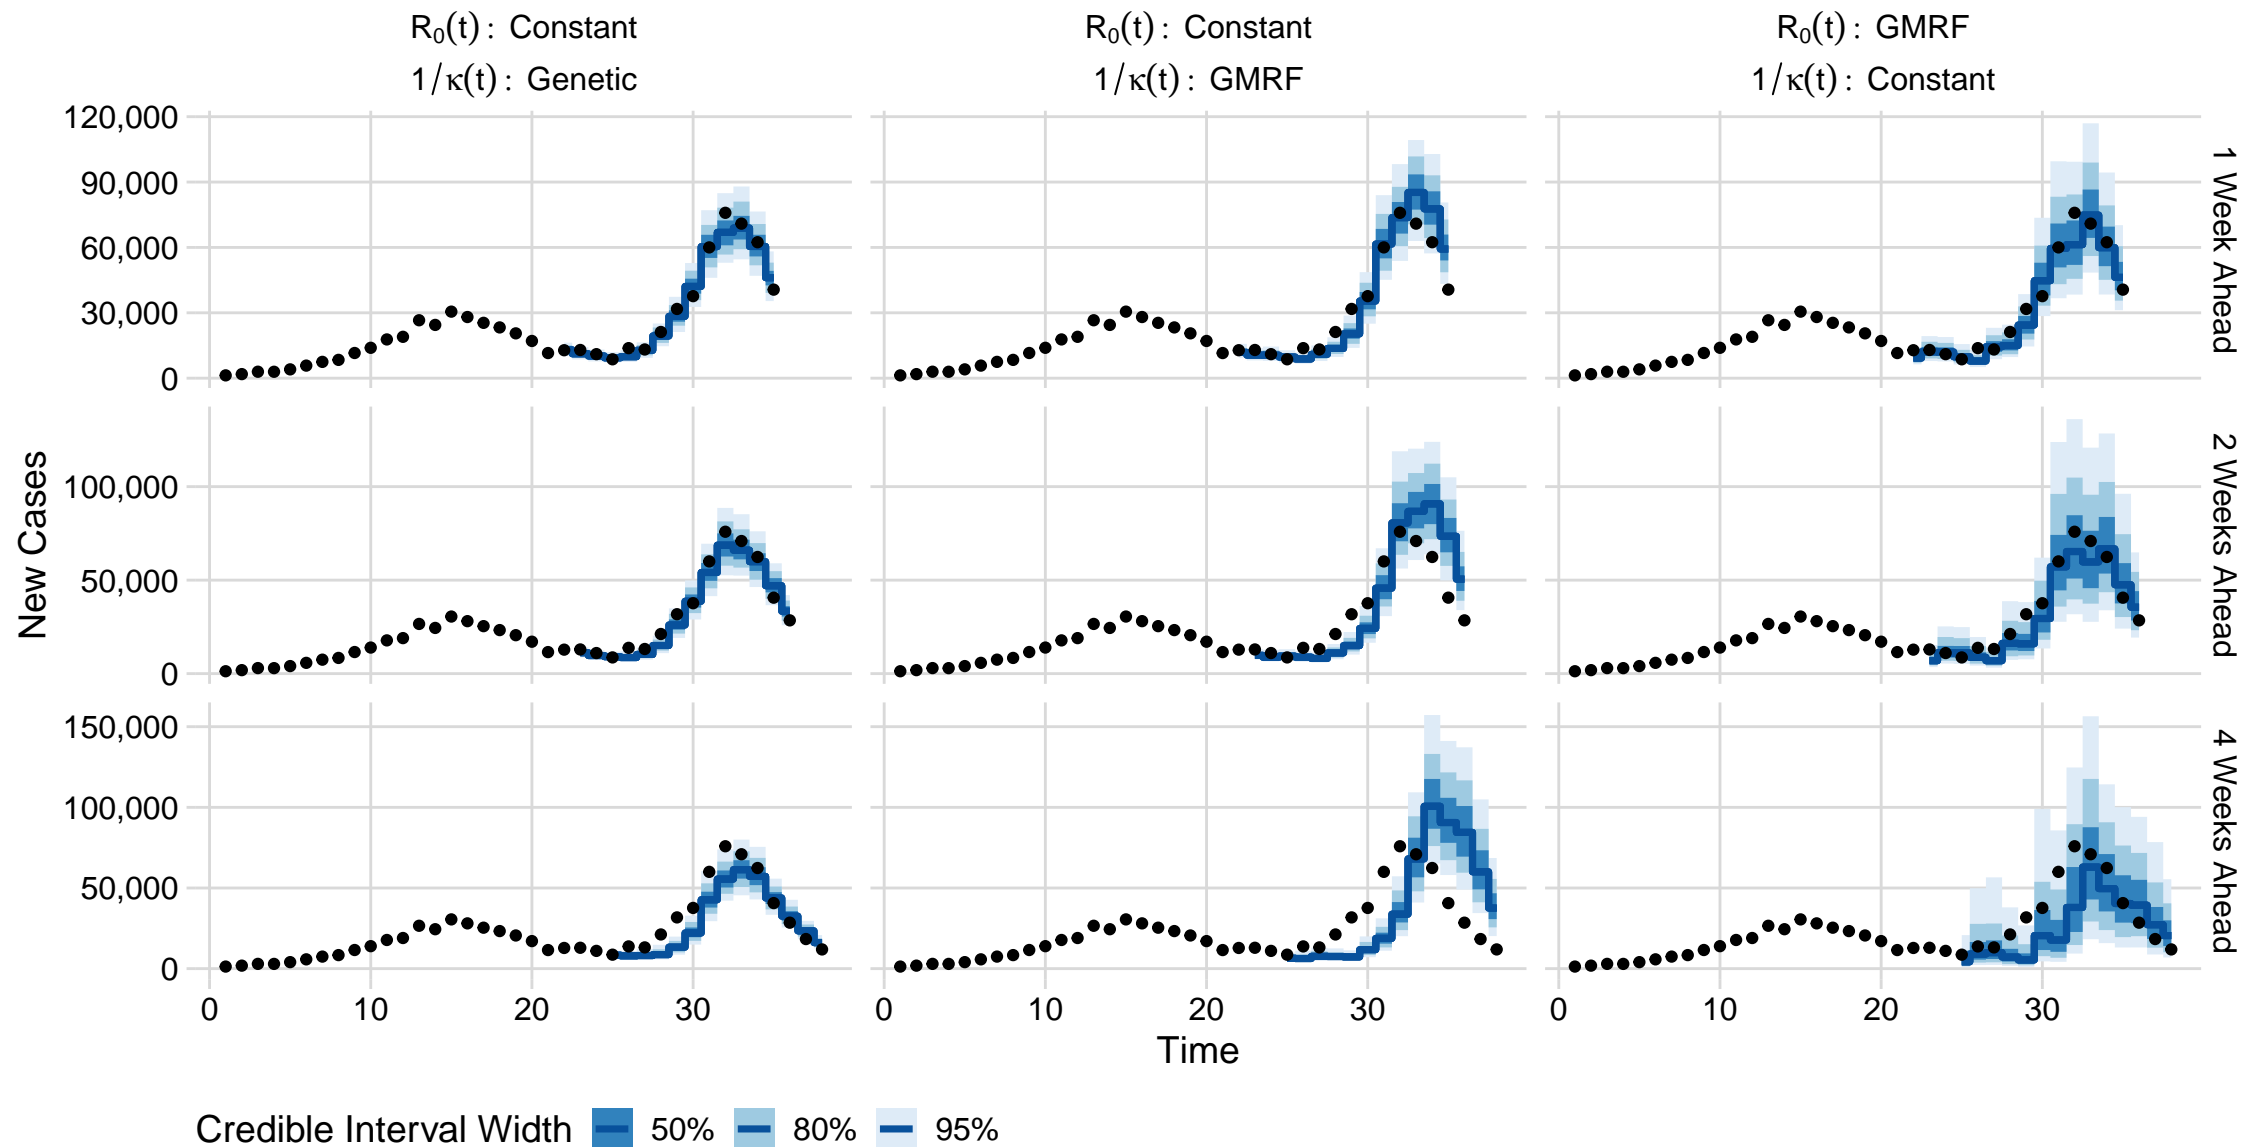 R₀(t) : Constant
1/κ(t) : Genetic
R₀(t) : Constant
1/κ(t) : GMRF
R₀(t) : GMRF
1/κ(t) : Constant
120,000
90,000
60,000
30,000
0
1 Week Ahead
100,000
50,000
0
2 Weeks Ahead
150,000
100,000
50,000
0
4 Weeks Ahead
New Cases
0 10 20 30
0 10 20 30
0 10 20 30
Time
Credible Interval Width 50% 80% 95%